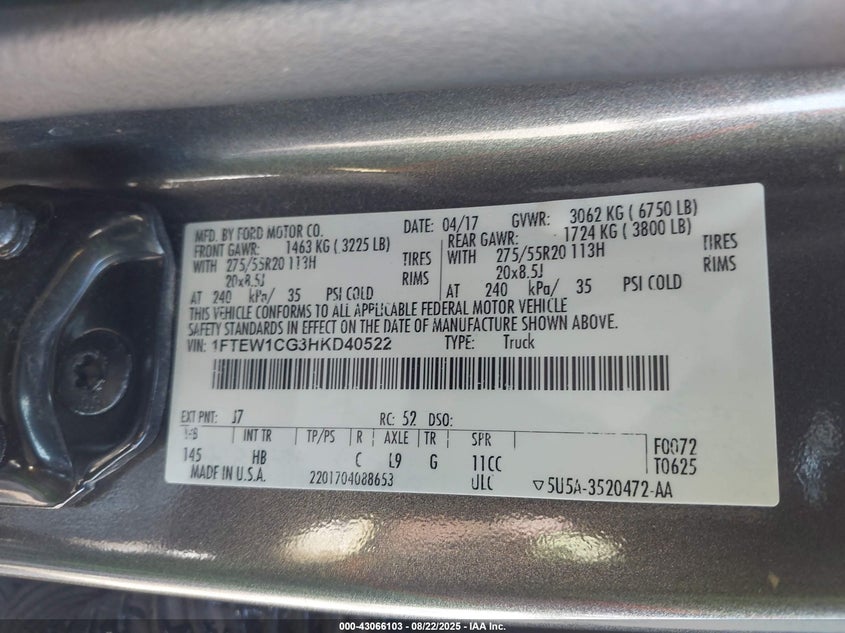 MFD. BY FORD MOTOR CO. DATE: 04/17 GVWR: 3062 KG ( 6750 LB)
FRONT GAWR: 1463 KG ( 3225 LB) REAR GAWR: 1724 KG ( 3800 LB)
WITH 275/55R20 113H TIRES WITH 275/55R20 113H TIRES
20x8.5J RIMS 20x8.5J RIMS
AT 240 kPa/ 35 PSI COLD AT 240 kPa/ 35 PSI COLD
THIS VEHICLE CONFORMS TO ALL APPLICABLE FEDERAL MOTOR VEHICLE
SAFETY STANDARDS IN EFFECT ON THE DATE OF MANUFACTURE SHOWN ABOVE.
VIN: 1FTEW1CG3HKD40522 TYPE: Truck
EXT PNT: J7 RC: 52 DSO:
WB INT TR TP/PS R AXLE TR SPR F0072
145 HB C L9 G 11CC T0625
MADE IN U.S.A. 2201704088653 ULC ▽5U5A-3520472-AA
000-43066103 - 08/22/2025 - IAA Inc.